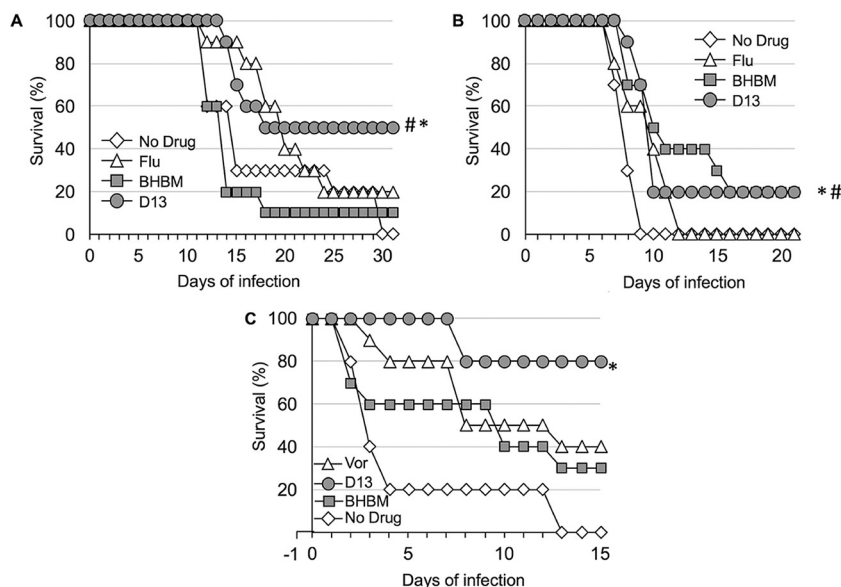 A
100
80
60
40
20
0
Survival (%)
No Drug
Flu
BHBM
D13
# *
0 5 10 15 20 25 30
Days of infection
B
100
80
60
40
20
0
Survival (%)
No Drug
Flu
BHBM
D13
* #
0 5 10 15 20
Days of infection
C
100
80
60
40
20
Survival (%)
Vor
D13
BHBM
No Drug
*
-1 0 5 10 15
Days of infection